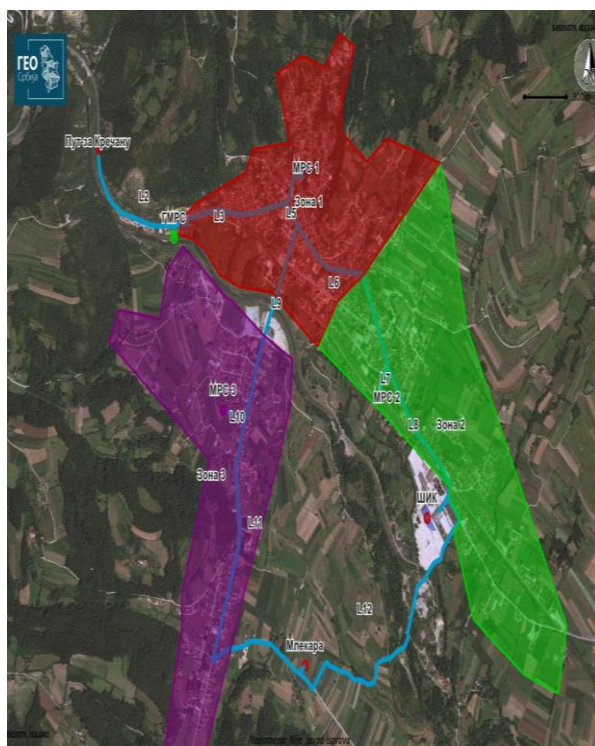 ГЕО
Србија
Пут за Кречану
МРС 1
L2
ГМРС
L3
Зона 1
L5
L6
L9
L7
МРС 3
МРС 2
L10
L8
Зона 2
Зона 3
ШИК
L11
L12
Млекара